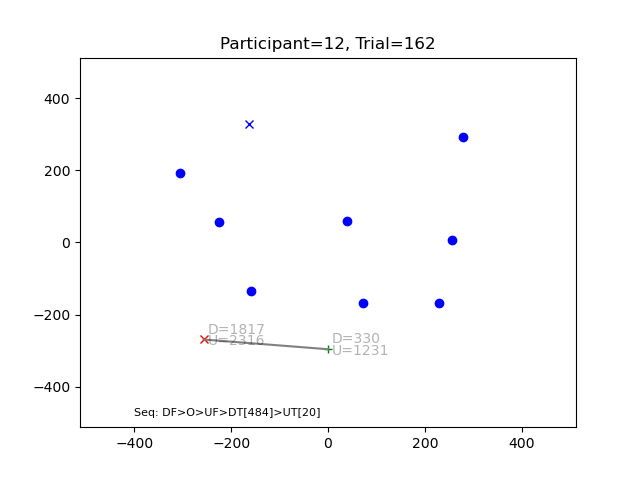 Participant=12, Trial=162
400
200
0
−200
−400
D=1817
U=2316
D=330
U=1231
Seq: DF>O>UF>DT[484]>UT[20]
−400
−200
0
200
400